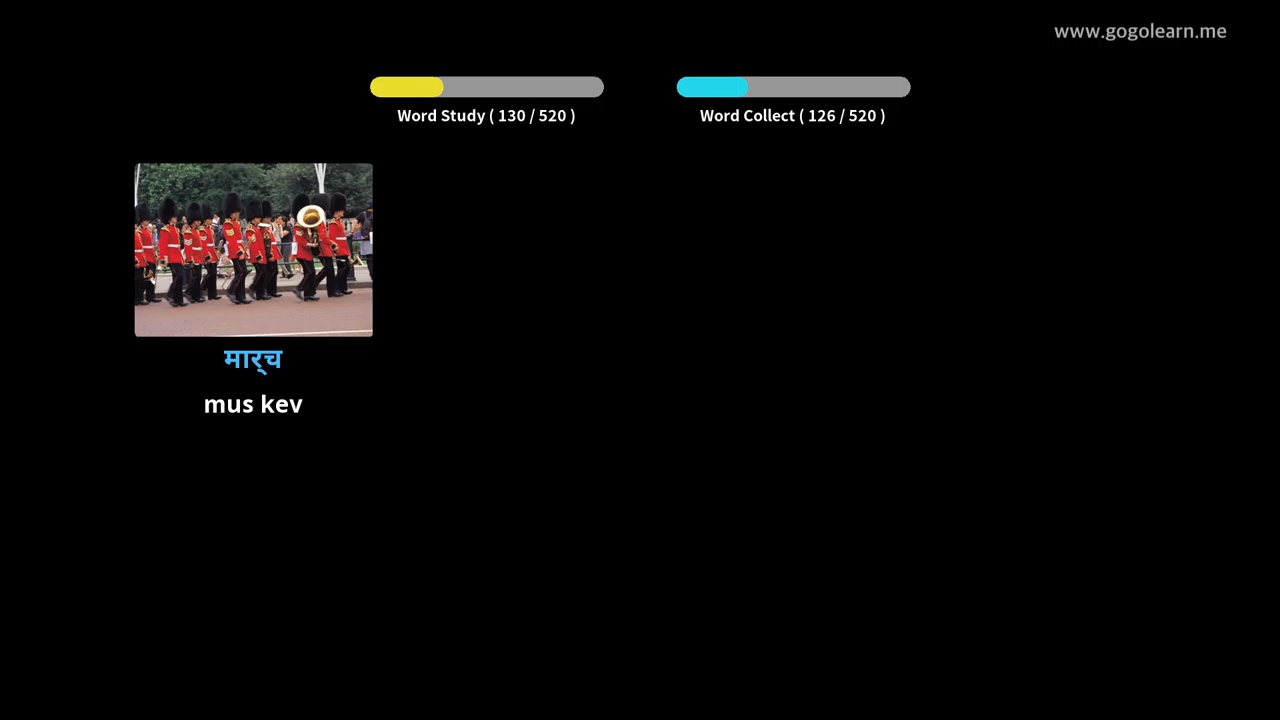 www.gogolearn.me
Word Study ( 130 / 520 )
Word Collect ( 126 / 520 )
मार्‍च
mus kev